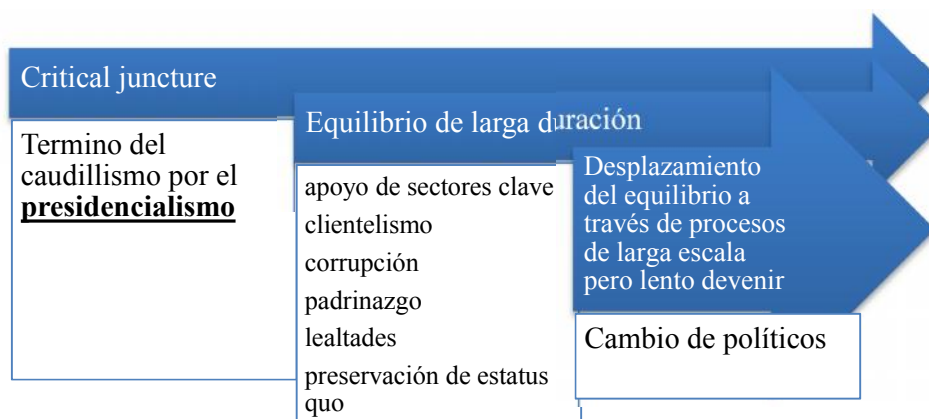 Critical juncture
Termino del
caudillismo por el
presidencialismo
Equilibrio de larga duración
apoyo de sectores clave
clientelismo
corrupción
padrinazgo
lealtades
preservación de estatus
quo
Desplazamiento
del equilibrio a
través de procesos
de larga escala
pero lento devenir
Cambio de políticos